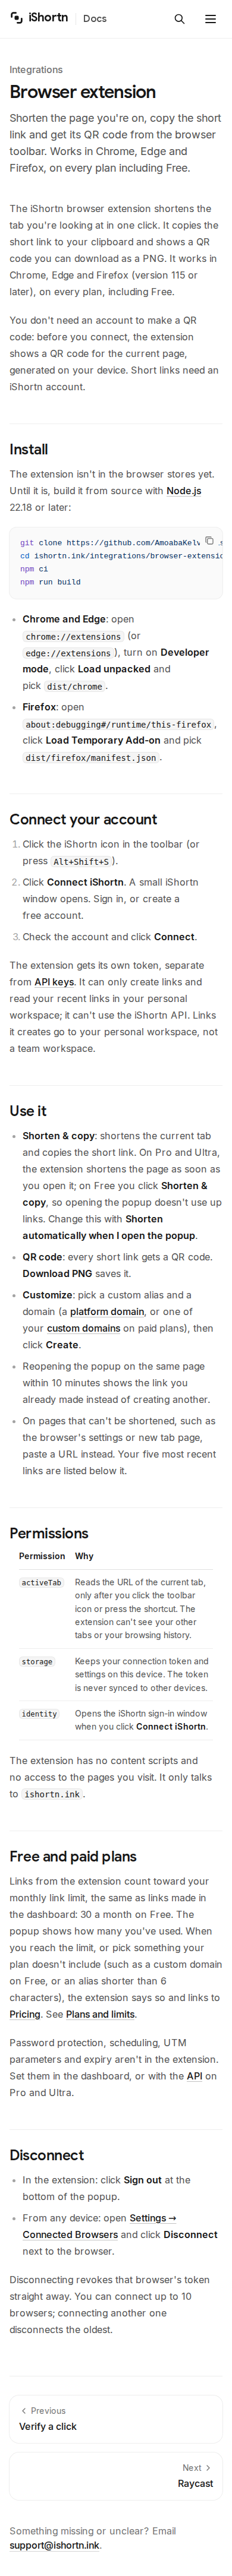 iShortn Docs
Integrations
Browser extension
Shorten the page you're on, copy the short
link and get its QR code from the browser
toolbar. Works in Chrome, Edge and
Firefox, on every plan including Free.
The iShortn browser extension shortens the
tab you're looking at in one click. It copies the
short link to your clipboard and shows a QR
code you can download as a PNG. It works in
Chrome, Edge and Firefox (version 115 or
later), on every plan, including Free.
You don't need an account to make a QR
code: before you connect, the extension
shows a QR code for the current page,
generated on your device. Short links need an
iShortn account.
Install
The extension isn't in the browser stores yet.
Until it is, build it from source with Node.js
22.18 or later:
git clone https://github.com/AmoabaKelv
cd ishortn.ink/integrations/browser-extensio
npm ci
npm run build
• Chrome and Edge: open
chrome://extensions (or
edge://extensions), turn on Developer
mode, click Load unpacked and
pick dist/chrome.
• Firefox: open
about:debugging#/runtime/this-firefox,
click Load Temporary Add-on and pick
dist/firefox/manifest.json.
Connect your account
1. Click the iShortn icon in the toolbar (or
press Alt+Shift+S).
2. Click Connect iShortn. A small iShortn
window opens. Sign in, or create a
free account.
3. Check the account and click Connect.
The extension gets its own token, separate
from API keys. It can only create links and
read your recent links in your personal
workspace; it can't use the iShortn API. Links
it creates go to your personal workspace, not
a team workspace.
Use it
• Shorten & copy: shortens the current tab
and copies the short link. On Pro and Ultra,
the extension shortens the page as soon as
you open it; on Free you click Shorten &
copy, so opening the popup doesn't use up
links. Change this with Shorten
automatically when I open the popup.
• QR code: every short link gets a QR code.
Download PNG saves it.
• Customize: pick a custom alias and a
domain (a platform domain, or one of
your custom domains on paid plans), then
click Create.
• Reopening the popup on the same page
within 10 minutes shows the link you
already made instead of creating another.
• On pages that can't be shortened, such as
the browser's settings or new tab page,
paste a URL instead. Your five most recent
links are listed below it.
Permissions
Permission Why
activeTab Reads the URL of the current tab,
only after you click the toolbar
icon or press the shortcut. The
extension can't see your other
tabs or your browsing history.
storage Keeps your connection token and
settings on this device. The token
is never synced to other devices.
identity Opens the iShortn sign-in window
when you click Connect iShortn.
The extension has no content scripts and
no access to the pages you visit. It only talks
to ishortn.ink.
Free and paid plans
Links from the extension count toward your
monthly link limit, the same as links made in
the dashboard: 30 a month on Free. The
popup shows how many you've used. When
you reach the limit, or pick something your
plan doesn't include (such as a custom domain
on Free, or an alias shorter than 6
characters), the extension says so and links to
Pricing. See Plans and limits.
Password protection, scheduling, UTM
parameters and expiry aren't in the extension.
Set them in the dashboard, or with the API on
Pro and Ultra.
Disconnect
• In the extension: click Sign out at the
bottom of the popup.
• From any device: open Settings →
Connected Browsers and click Disconnect
next to the browser.
Disconnecting revokes that browser's token
straight away. You can connect up to 10
browsers; connecting another one
disconnects the oldest.
Previous
Verify a click
Next
Raycast
Something missing or unclear? Email
support@ishortn.ink.